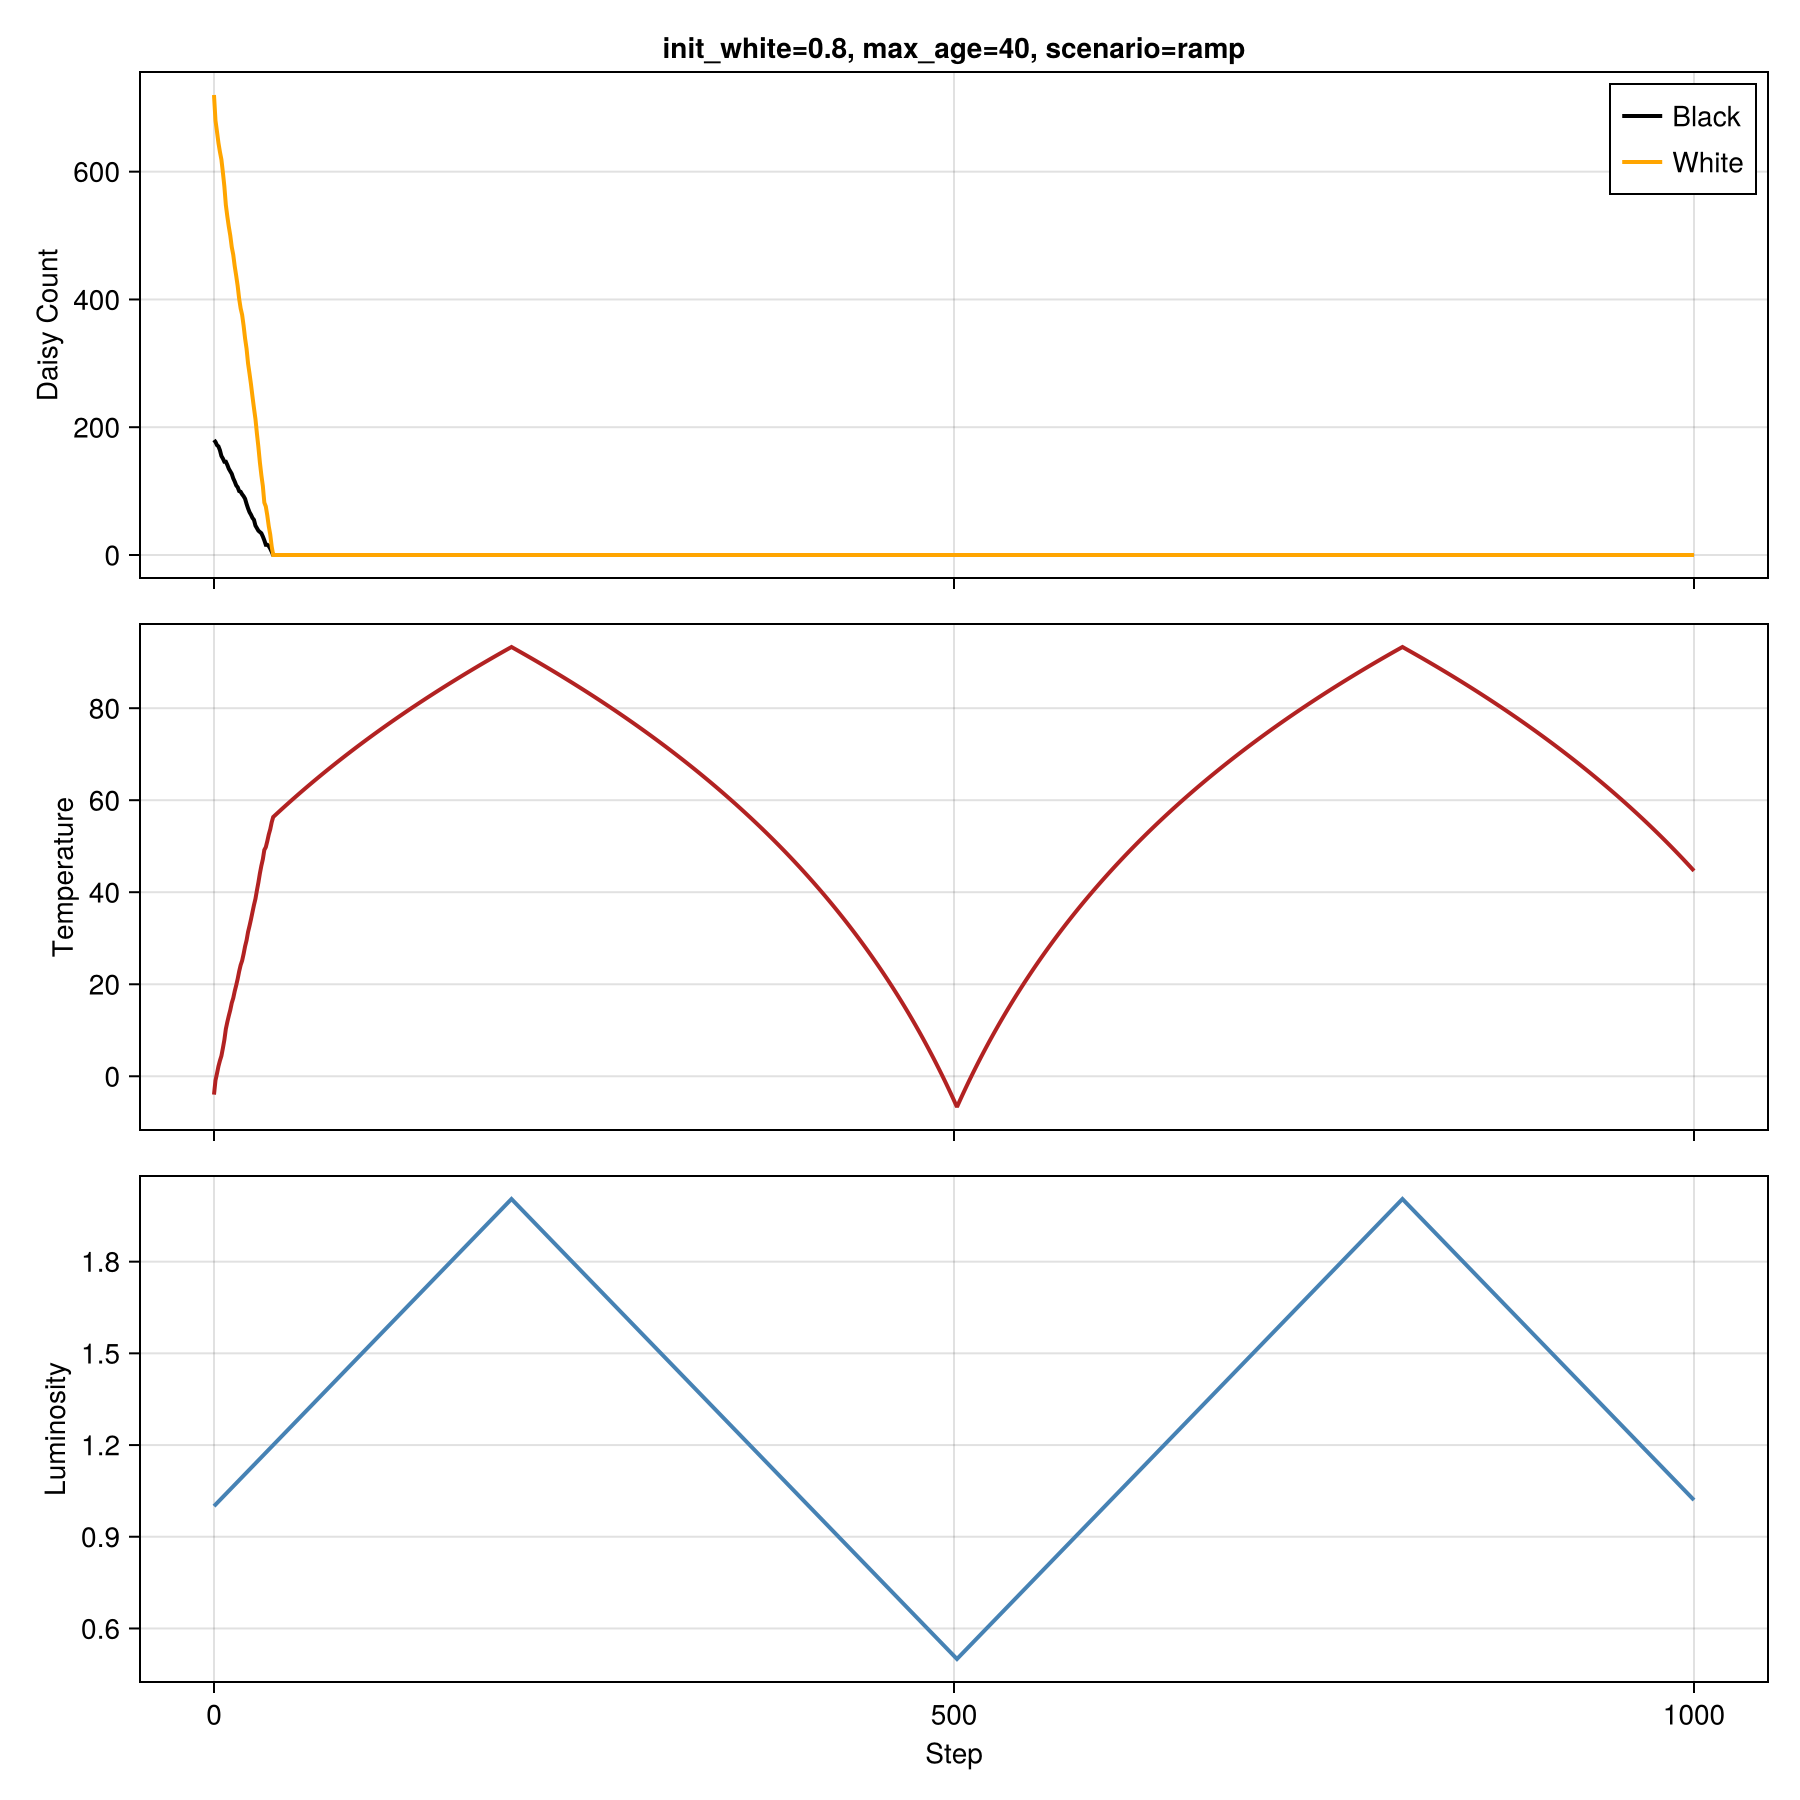 init_white=0.8, max_age=40, scenario=ramp
Black
White
Daisy Count
600
400
200
0
Temperature
80
60
40
20
0
Luminosity
1.8
1.5
1.2
0.9
0.6
0
500
1000
Step